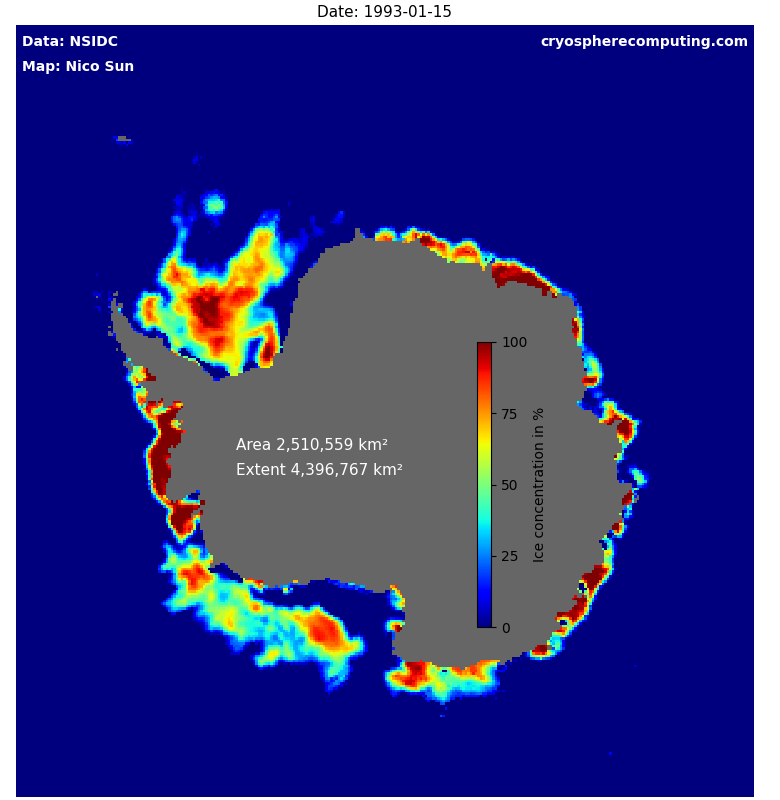 Date: 1993-01-15
Data: NSIDC
cryospherecomputing.com
Map: Nico Sun
100
75
50
25
0
Ice concentration in %
Area 2,510,559 km²
Extent 4,396,767 km²